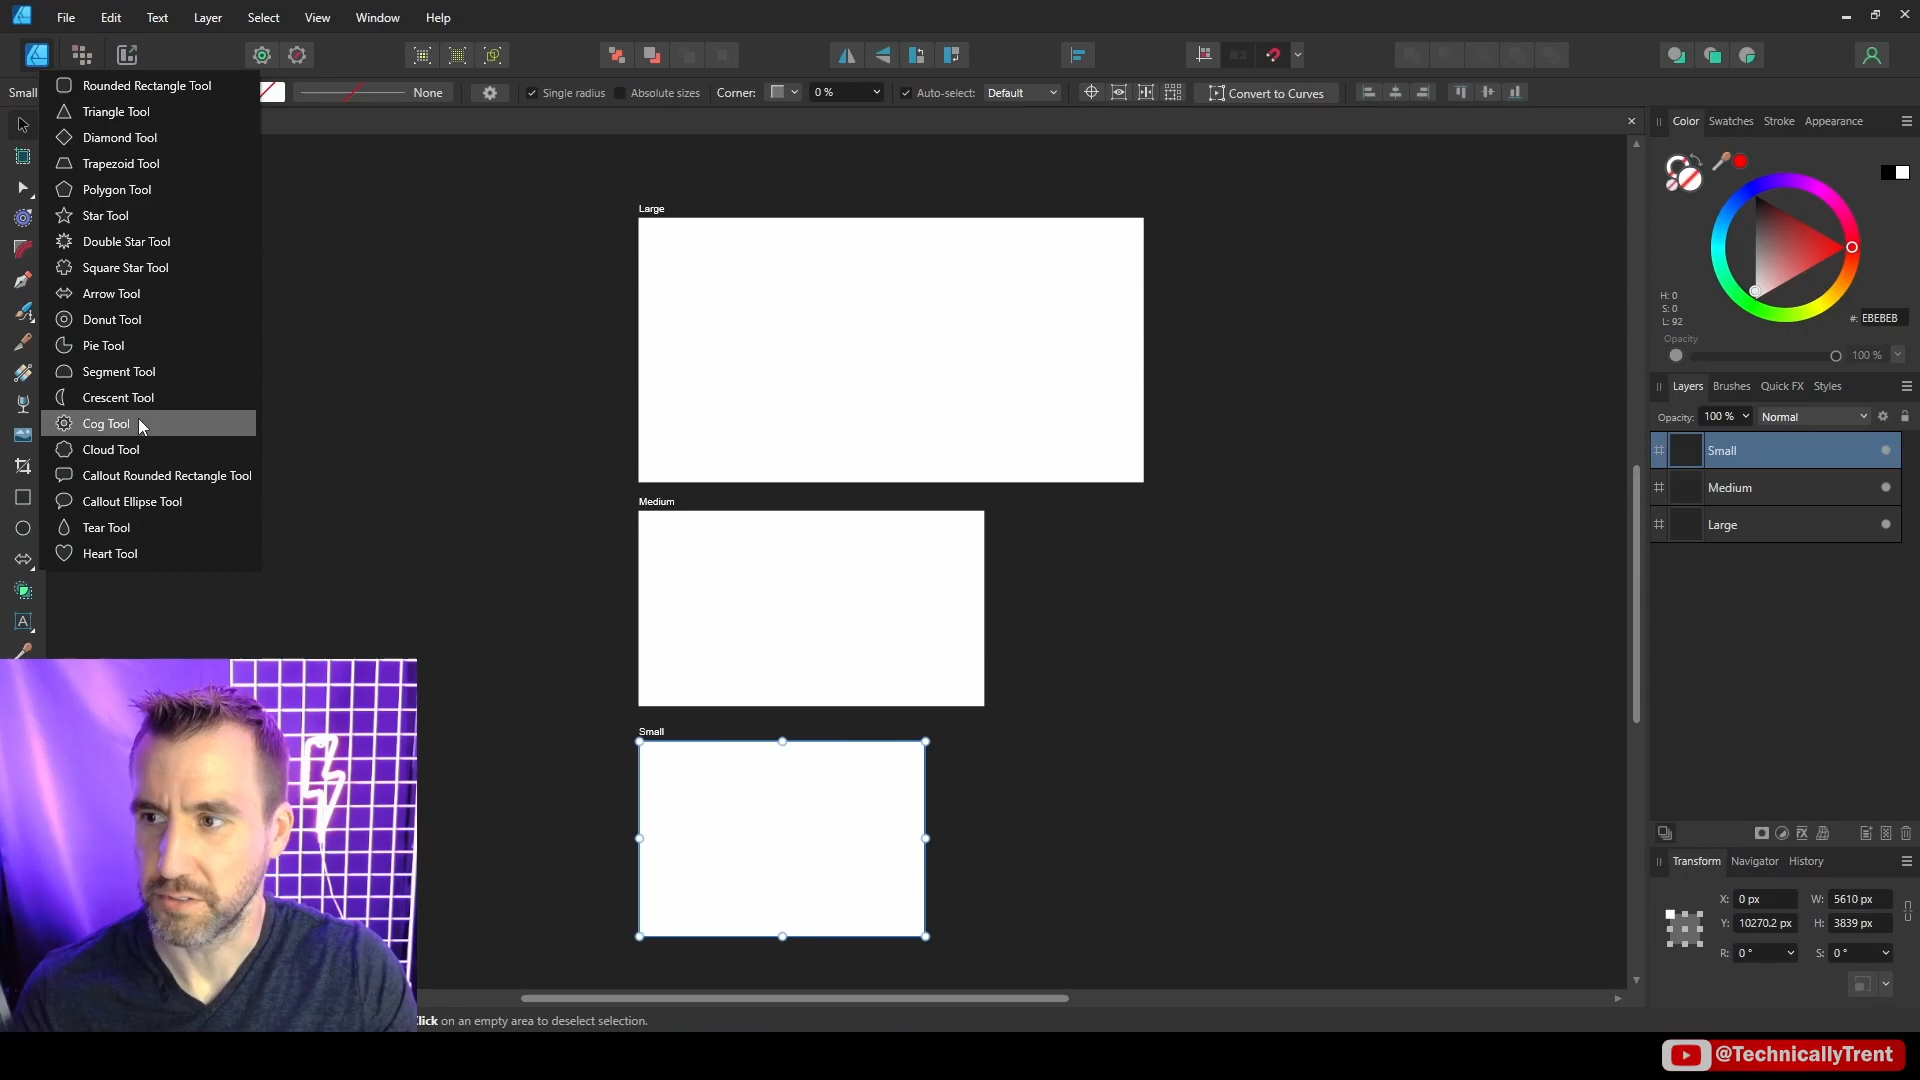 File Edit Text Layer Select View Window Help
Small None Single radius Absolute sizes Corner: 0 % Auto-select: Default Convert to Curves
Rounded Rectangle Tool
Triangle Tool
Diamond Tool
Trapezoid Tool
Polygon Tool
Star Tool
Double Star Tool
Square Star Tool
Arrow Tool
Donut Tool
Pie Tool
Segment Tool
Crescent Tool
Cog Tool
Cloud Tool
Callout Rounded Rectangle Tool
Callout Ellipse Tool
Tear Tool
Heart Tool
A
Large
Medium
Small
Color Swatches Stroke Appearance
H: 0
S: 0
L: 92
#: EBEBEB
Opacity
100 %
Layers Brushes Quick FX Styles
Opacity: 100 % Normal
Small
Medium
Large
Transform Navigator History
X: 0 px W: 5610 px
Y: 10270.2 px H: 3839 px
R: 0 ° S: 0 °
lick on an empty area to deselect selection.
@TechnicallyTrent